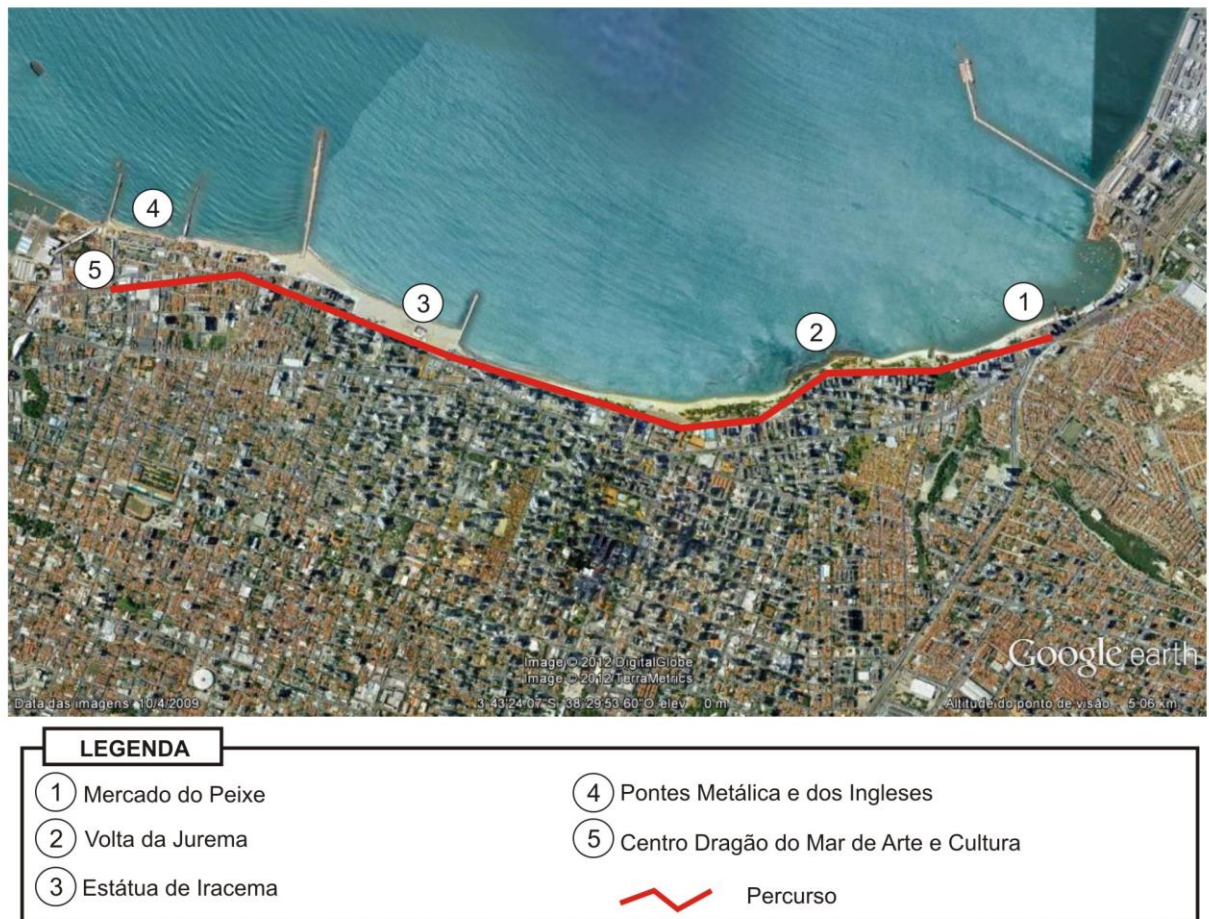 4
5
3
2
1
Google earth
Image © 2012 DigitalGlobe
Image © 2012 TerraMetrics
Data das imagens: 10/4/2009
3°43'24.07"S 38°29'53.60"O elev 0 m
Altitude do ponto de visão 5.06 km
LEGENDA
1 Mercado do Peixe
2 Volta da Jurema
3 Estátua de Iracema
4 Pontes Metálica e dos Ingleses
5 Centro Dragão do Mar de Arte e Cultura
Percurso